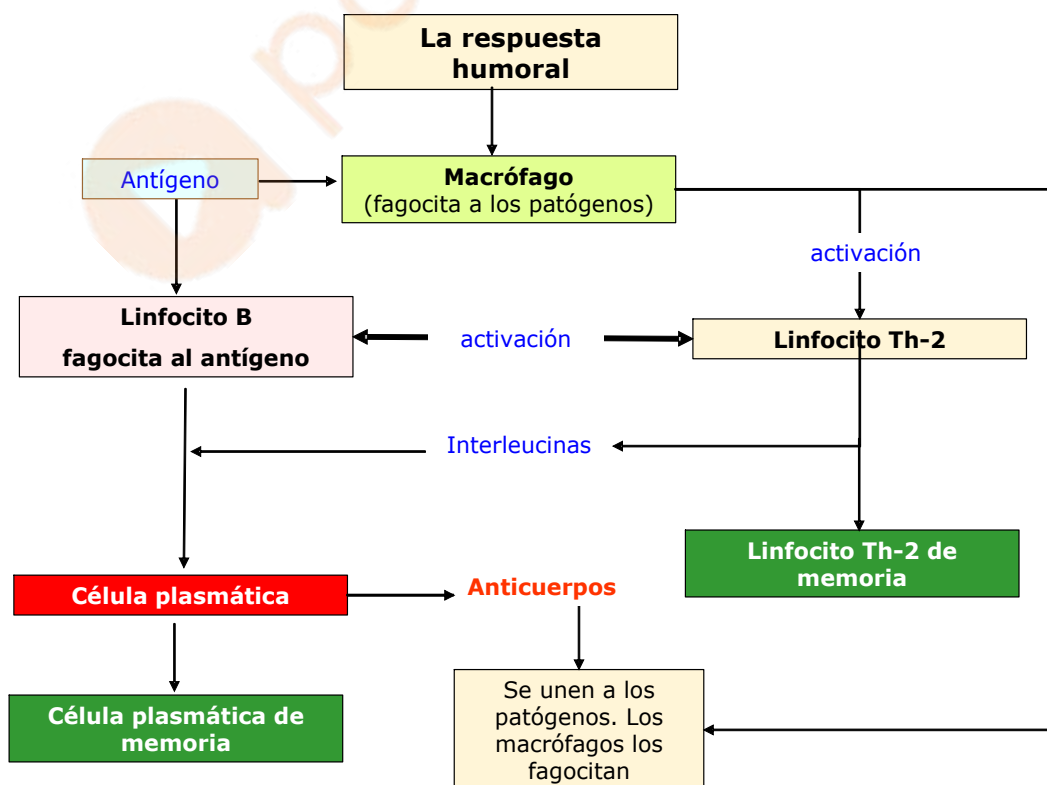 La respuesta
humoral
Antígeno
Macrófago
(fagocita a los patógenos)
activación
Linfocito B
fagocita al antígeno
activación
Linfocito Th-2
Interleucinas
Linfocito Th-2 de
memoria
Célula plasmática
Anticuerpos
Célula plasmática de
memoria
Se unen a los
patógenos. Los
macrófagos los
fagocitan